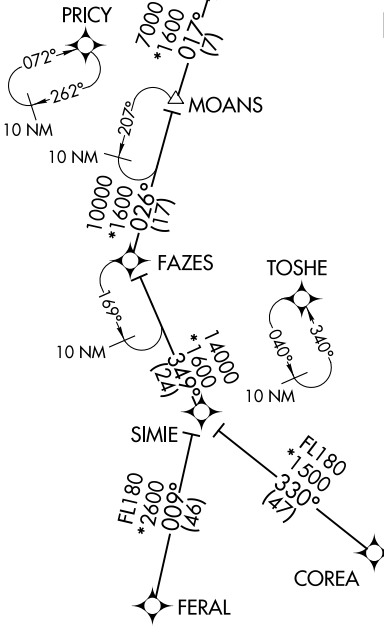 PRICY
072°
262°
10 NM
7000
*1600
017°
(7)
MOANS
207°
10 NM
10000
*1600
026°
(17)
FAZES
169°
10 NM
TOSHE
340°
040°
10 NM
14000
*1600
349°
(24)
SIMIE
FL180
*2600
009°
(46)
FL180
*1500
330°
(47)
COREA
FERAL